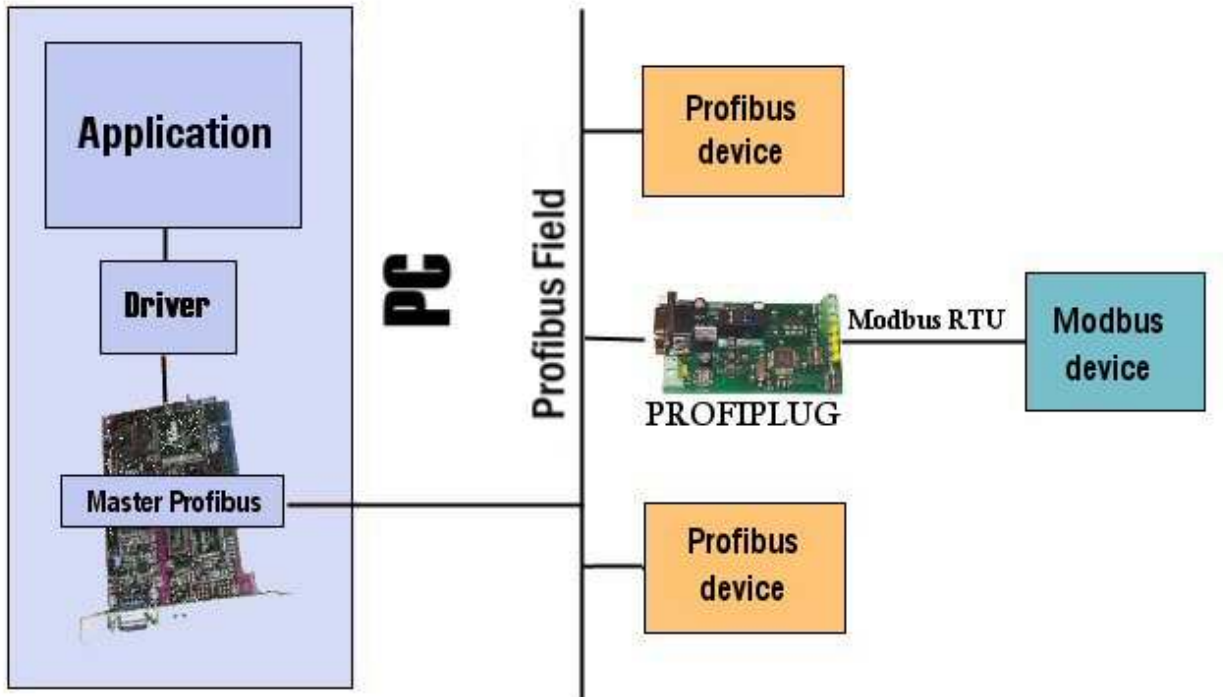 Application
Driver
Master Profibus
PC
Profibus Field
Profibus
device
PROFIPLUG
Modbus RTU
Modbus
device
Profibus
device